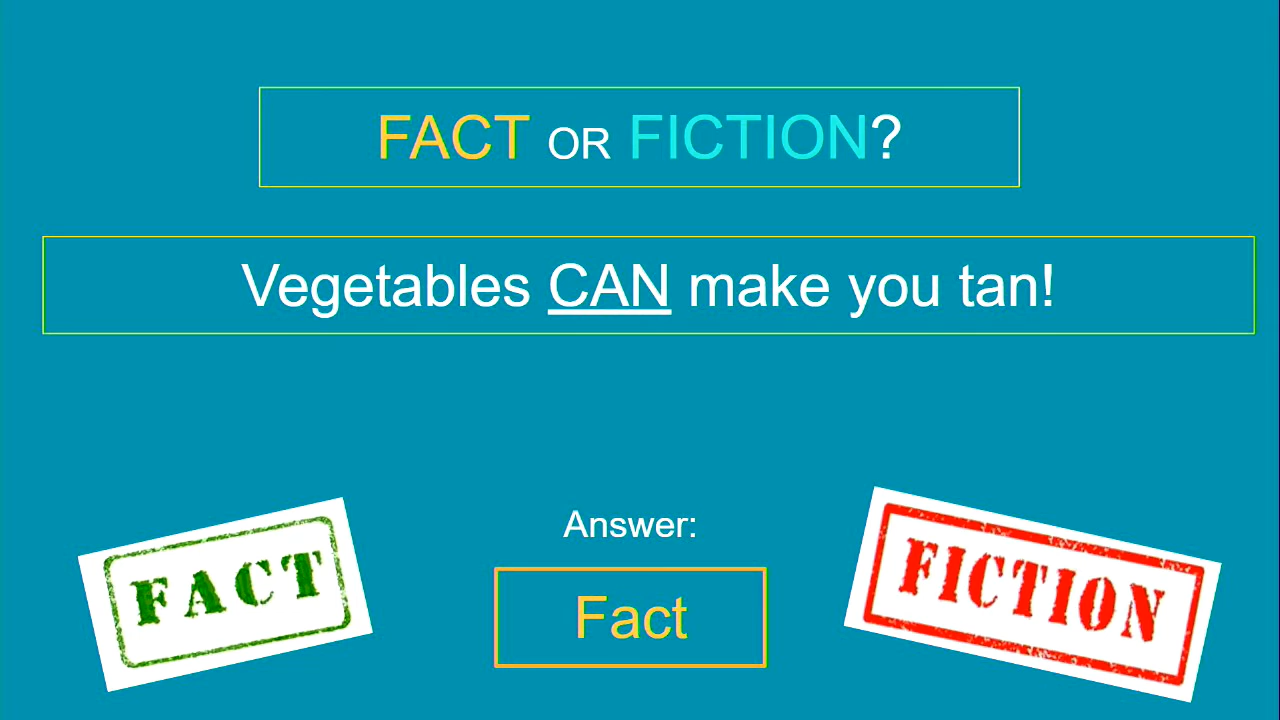 FACT OR FICTION?
Vegetables CAN make you tan!
Answer:
FACT
Fact
FICTION